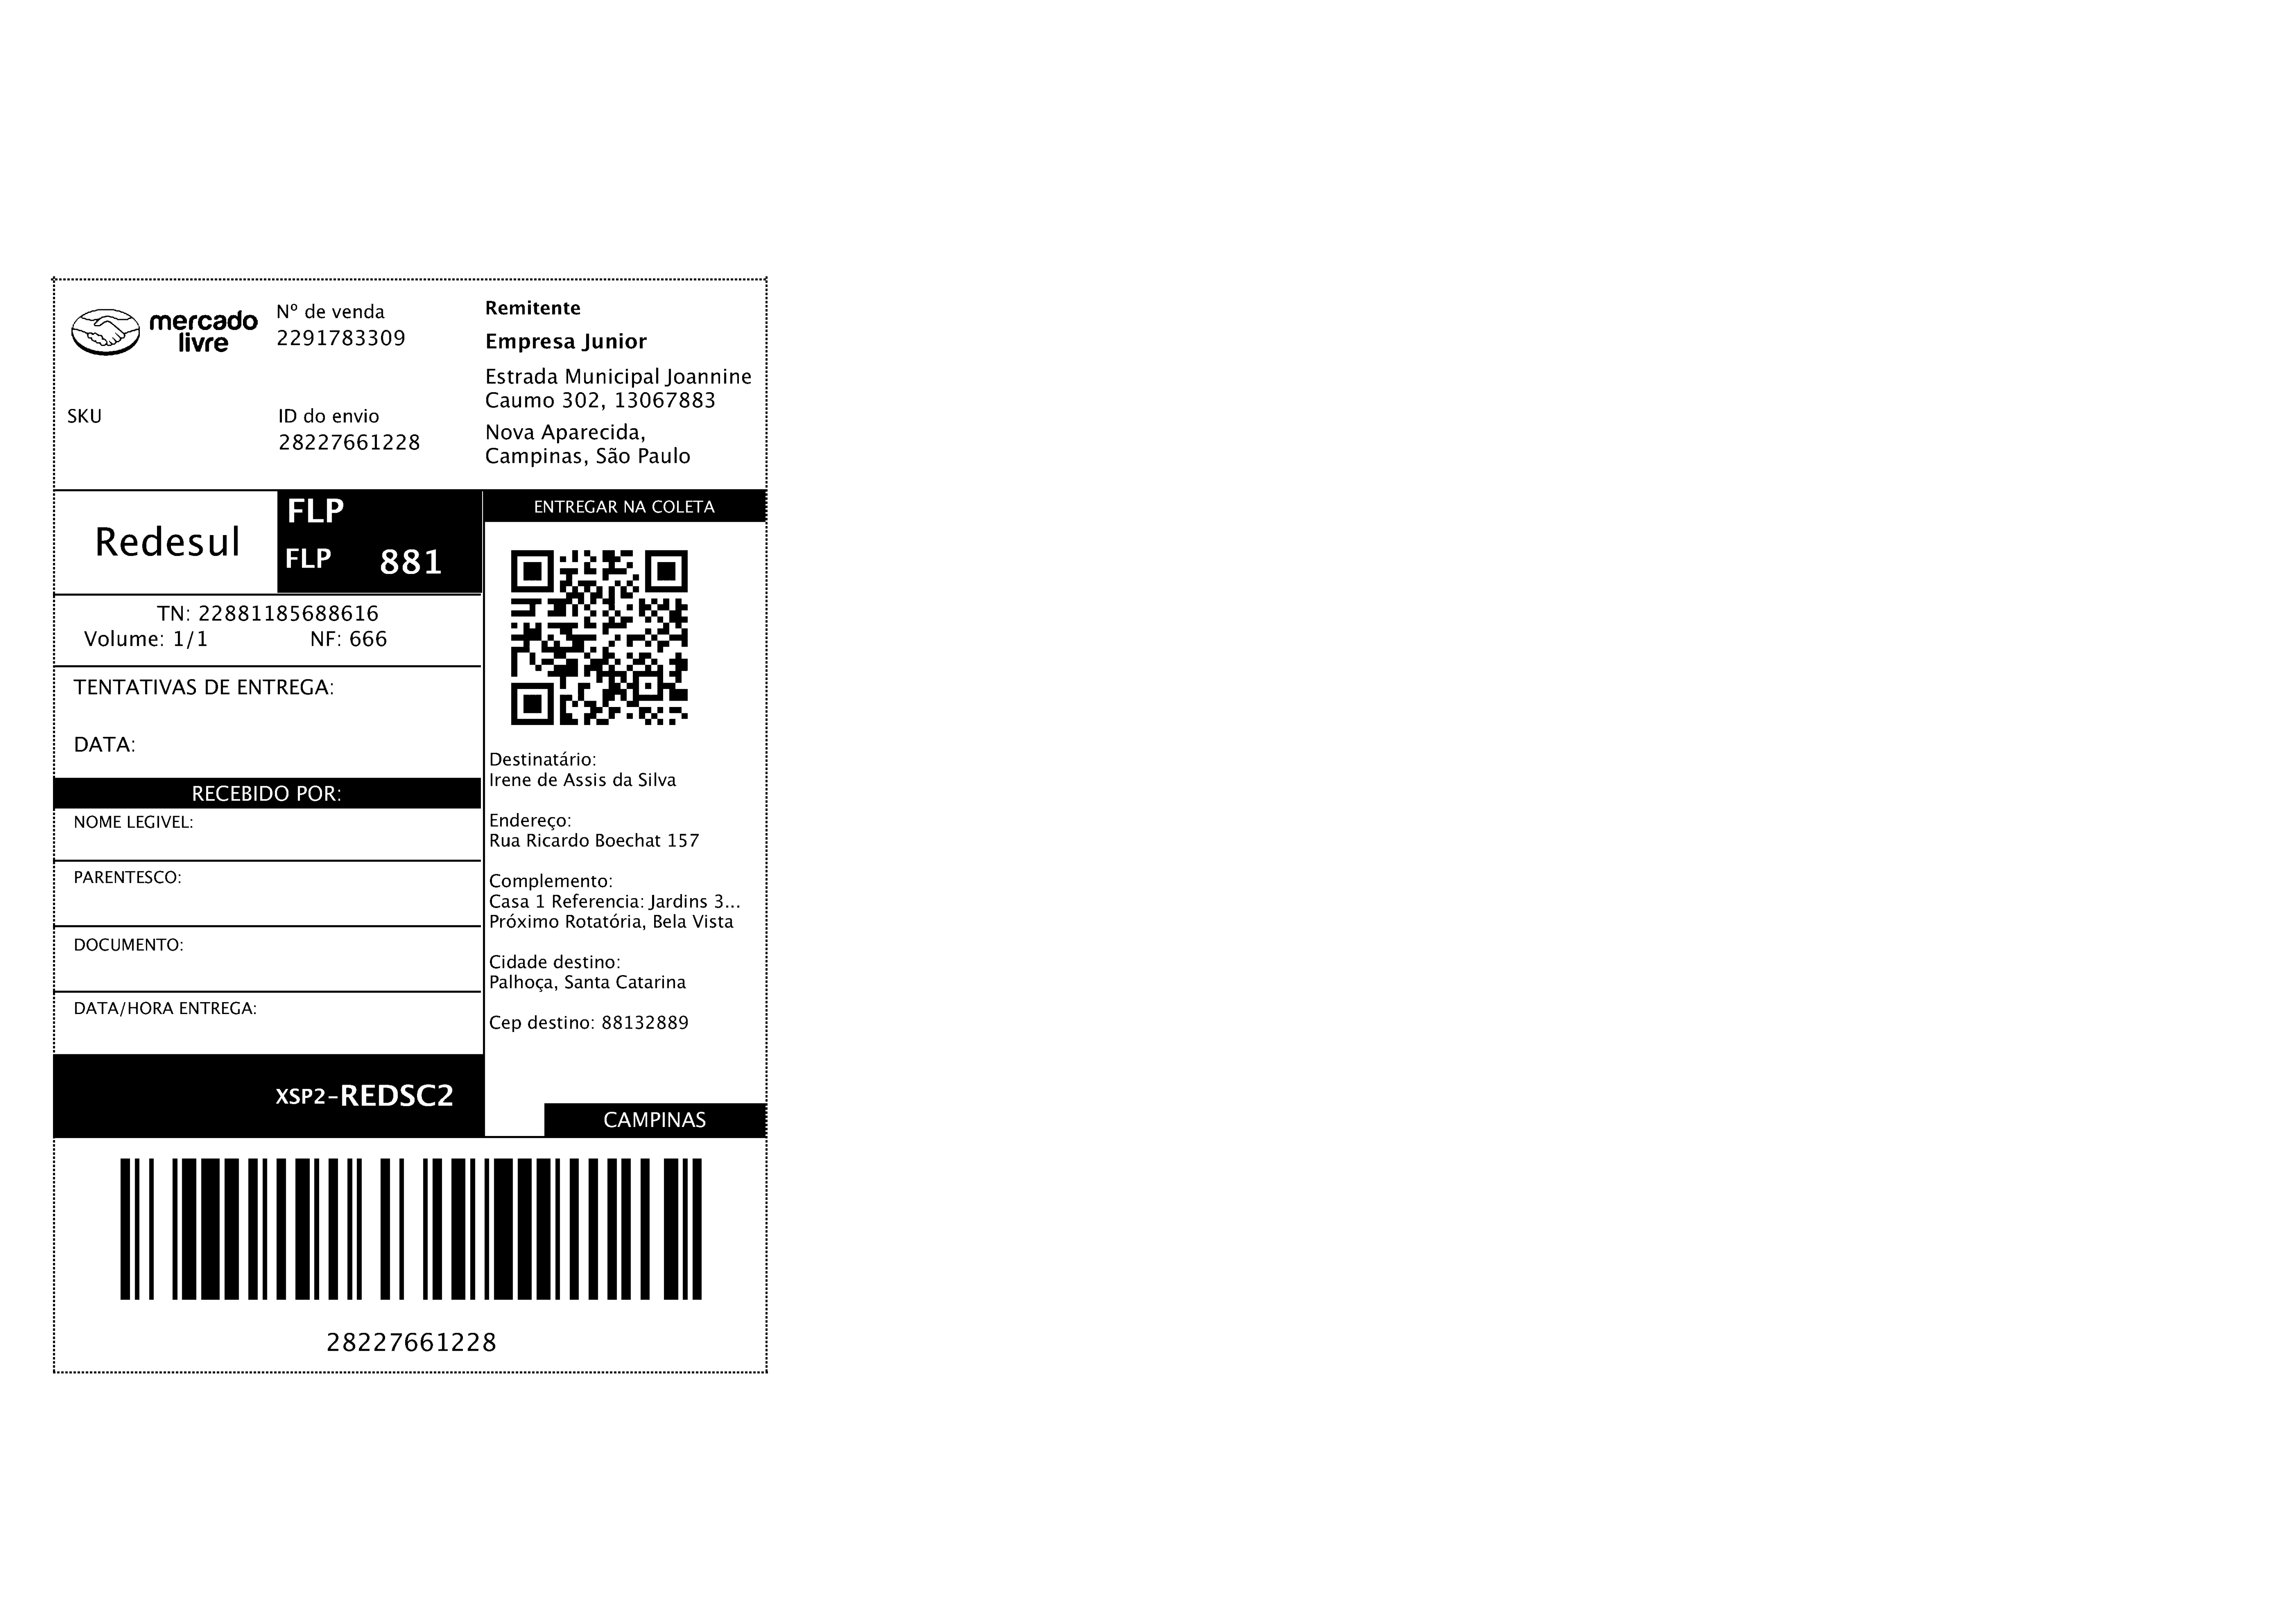 mercado
livre
Nº de venda
2291783309
SKU
ID do envio
28227661228
Remitente
Empresa Junior
Estrada Municipal Joannine
Caumo 302, 13067883
Nova Aparecida,
Campinas, São Paulo
Redesul
FLP
FLP 881
TN: 22881185688616
Volume: 1/1 NF: 666
TENTATIVAS DE ENTREGA:
DATA:
RECEBIDO POR:
NOME LEGIVEL:
PARENTESCO:
DOCUMENTO:
DATA/HORA ENTREGA:
XSP2-REDSC2
ENTREGAR NA COLETA
Destinatário:
Irene de Assis da Silva
Endereço:
Rua Ricardo Boechat 157
Complemento:
Casa 1 Referencia: Jardins 3...
Próximo Rotatória, Bela Vista
Cidade destino:
Palhoça, Santa Catarina
Cep destino: 88132889
CAMPINAS
28227661228